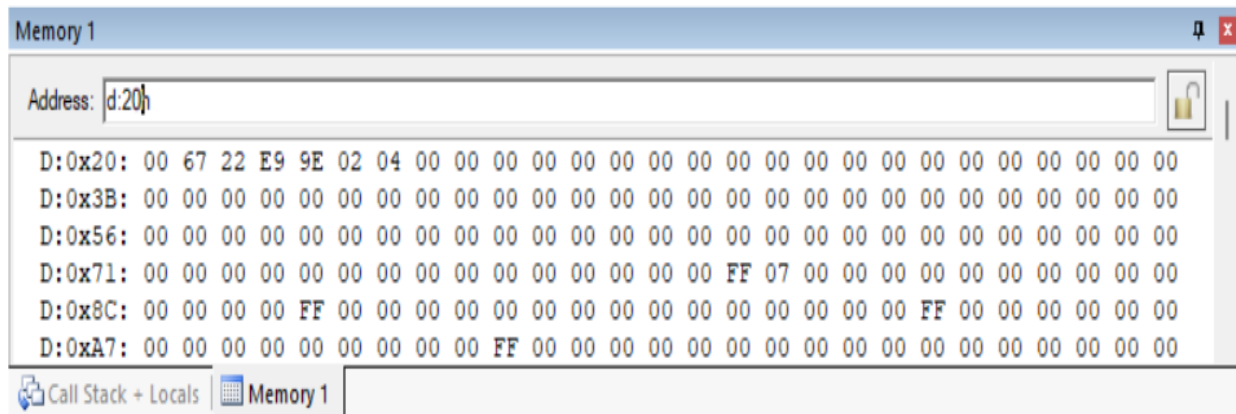 Memory 1
Address: d:20h
D:0x20: 00 67 22 E9 9E 02 04 00 00 00 00 00 00 00 00 00 00 00 00 00 00 00 00 00 00 00 00
D:0x3B: 00 00 00 00 00 00 00 00 00 00 00 00 00 00 00 00 00 00 00 00 00 00 00 00 00 00 00
D:0x56: 00 00 00 00 00 00 00 00 00 00 00 00 00 00 00 00 00 00 00 00 00 00 00 00 00 00 00
D:0x71: 00 00 00 00 00 00 00 00 00 00 00 00 00 00 00 FF 07 00 00 00 00 00 00 00 00 00 00
D:0x8C: 00 00 00 00 FF 00 00 00 00 00 00 00 00 00 00 00 00 00 00 00 FF 00 00 00 00 00 00
D:0xA7: 00 00 00 00 00 00 00 00 00 FF 00 00 00 00 00 00 00 00 00 00 00 00 00 00 00 00 00
Call Stack + Locals Memory 1